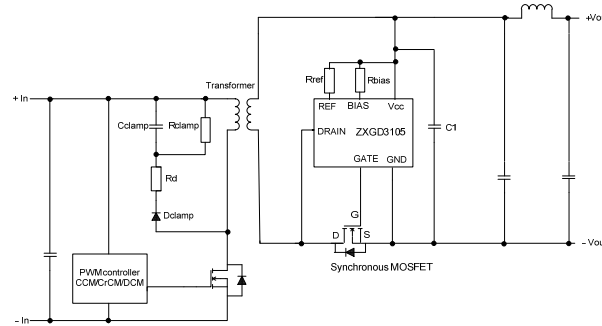 +Vout
Transformer
Rref
Rbias
+ In
Cclamp
Rclamp
REF
BIAS
Vcc
DRAIN
ZXGD3105
C1
GATE
GND
Rd
Dclamp
G
D
S
- Vout
Synchronous MOSFET
PWMcontroller
CCM/CrCM/DCM
- In